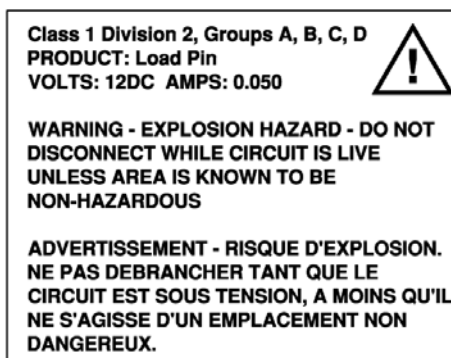 Class 1 Division 2, Groups A, B, C, D
PRODUCT: Load Pin
VOLTS: 12DC AMPS: 0.050
WARNING - EXPLOSION HAZARD - DO NOT
DISCONNECT WHILE CIRCUIT IS LIVE
UNLESS AREA IS KNOWN TO BE
NON-HAZARDOUS
ADVERTISSEMENT - RISQUE D'EXPLOSION.
NE PAS DEBRANCHER TANT QUE LE
CIRCUIT EST SOUS TENSION, A MOINS QU'IL
NE S'AGISSE D'UN EMPLACEMENT NON
DANGEREUX.